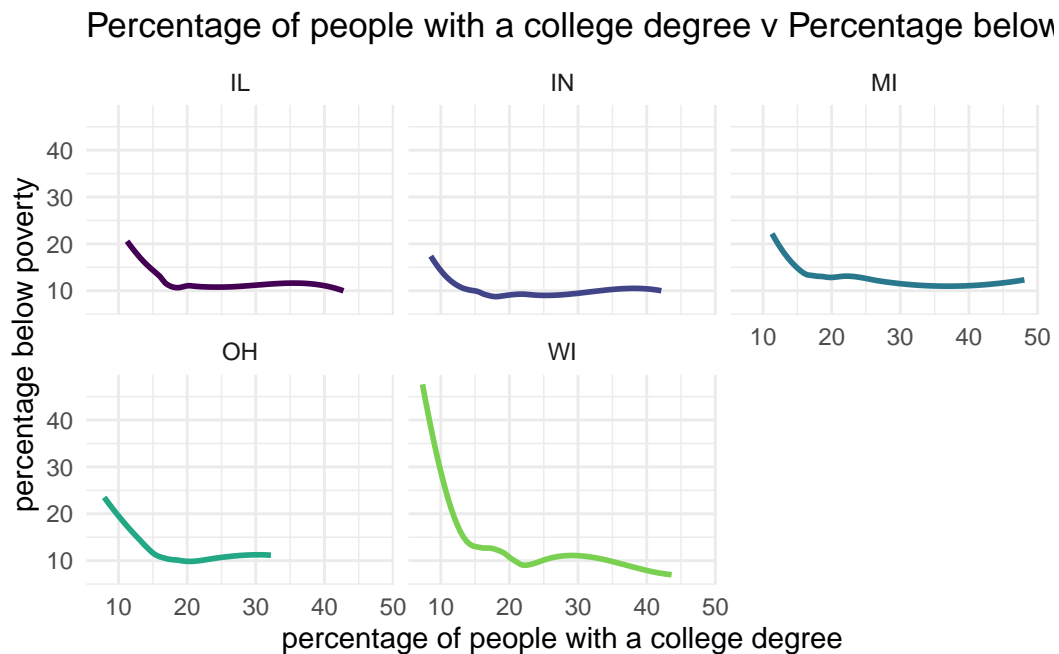 Percentage of people with a college degree v Percentage below
IL IN MI
40
30
20
10
10 20 30 40 50
OH WI
40
30
20
10
10 20 30 40 50 10 20 30 40 50
percentage of people with a college degree
percentage below poverty